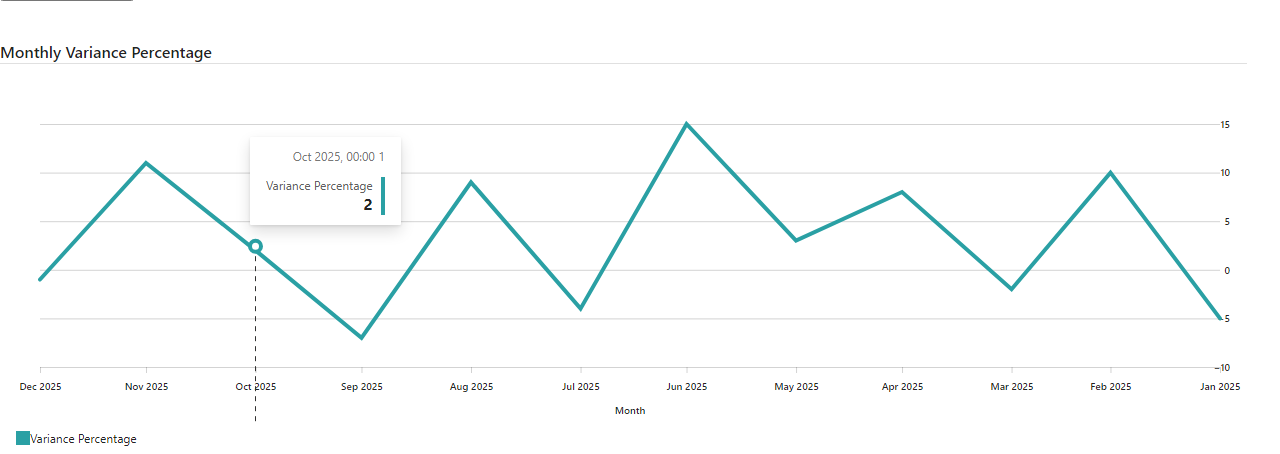 Monthly Variance Percentage
15
10
5
0
−5
−10
Oct 2025, 00:00 1
Variance Percentage
2
Dec 2025 Nov 2025 Oct 2025 Sep 2025 Aug 2025 Jul 2025 Jun 2025 May 2025 Apr 2025 Mar 2025 Feb 2025 Jan 2025
Month
Variance Percentage